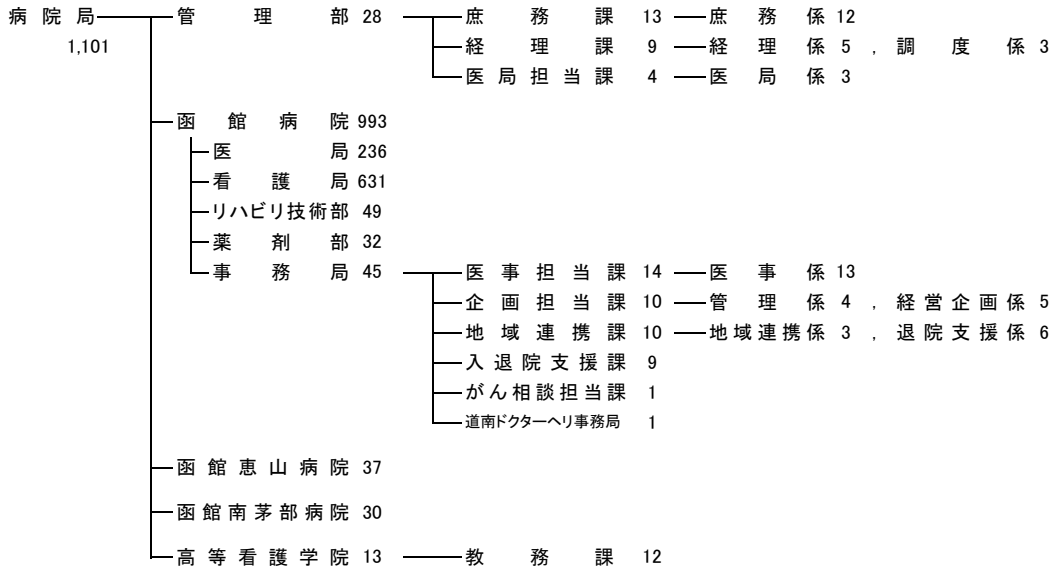 病院局 管理部 28 庶務課 13 庶務係 12
1,101 経理課 9 経理係 5 , 調度係 3
医局担当課 4 医局係 3
函館病院 993
医局 236
看護局 631
リハビリ技術部 49
薬剤部 32
事務局 45 医事担当課 14 医事係 13
企画担当課 10 管理係 4 , 経営企画係 5
地域連携課 10 地域連携係 3 , 退院支援係 6
入退院支援課 9
がん相談担当課 1
道南ドクターヘリ事務局 1
函館恵山病院 37
函館南茅部病院 30
高等看護学院 13 教務課 12